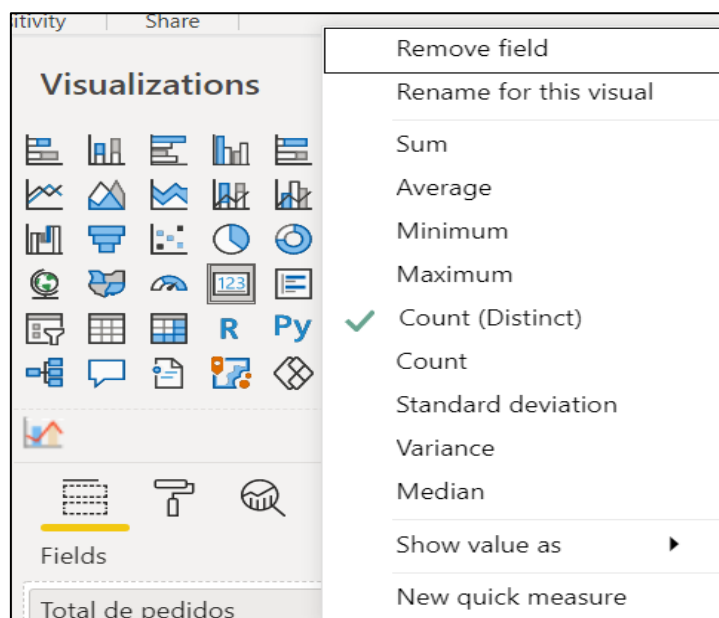 Share
Visualizations
123
R
Py
Fields
Total de pedidos
Remove field
Rename for this visual
Sum
Average
Minimum
Maximum
Count (Distinct)
Count
Standard deviation
Variance
Median
Show value as
New quick measure